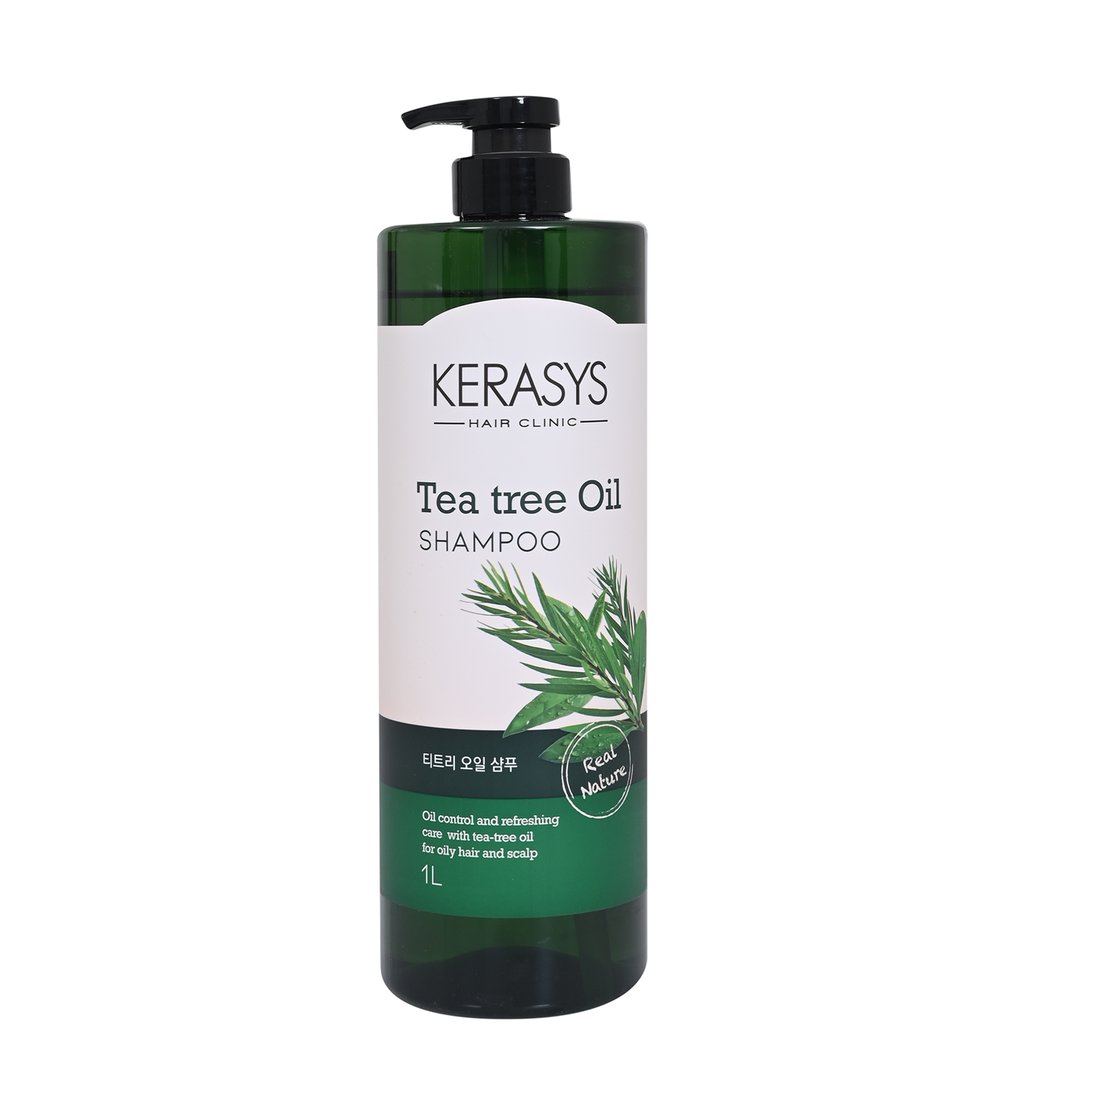 KERASYS
HAIR CLINIC
Tea tree Oil
SHAMPOO
티트리 오일 샴푸
Real
Nature
Oil control and refreshing
care with tea-tree oil
for oily hair and scalp
1L